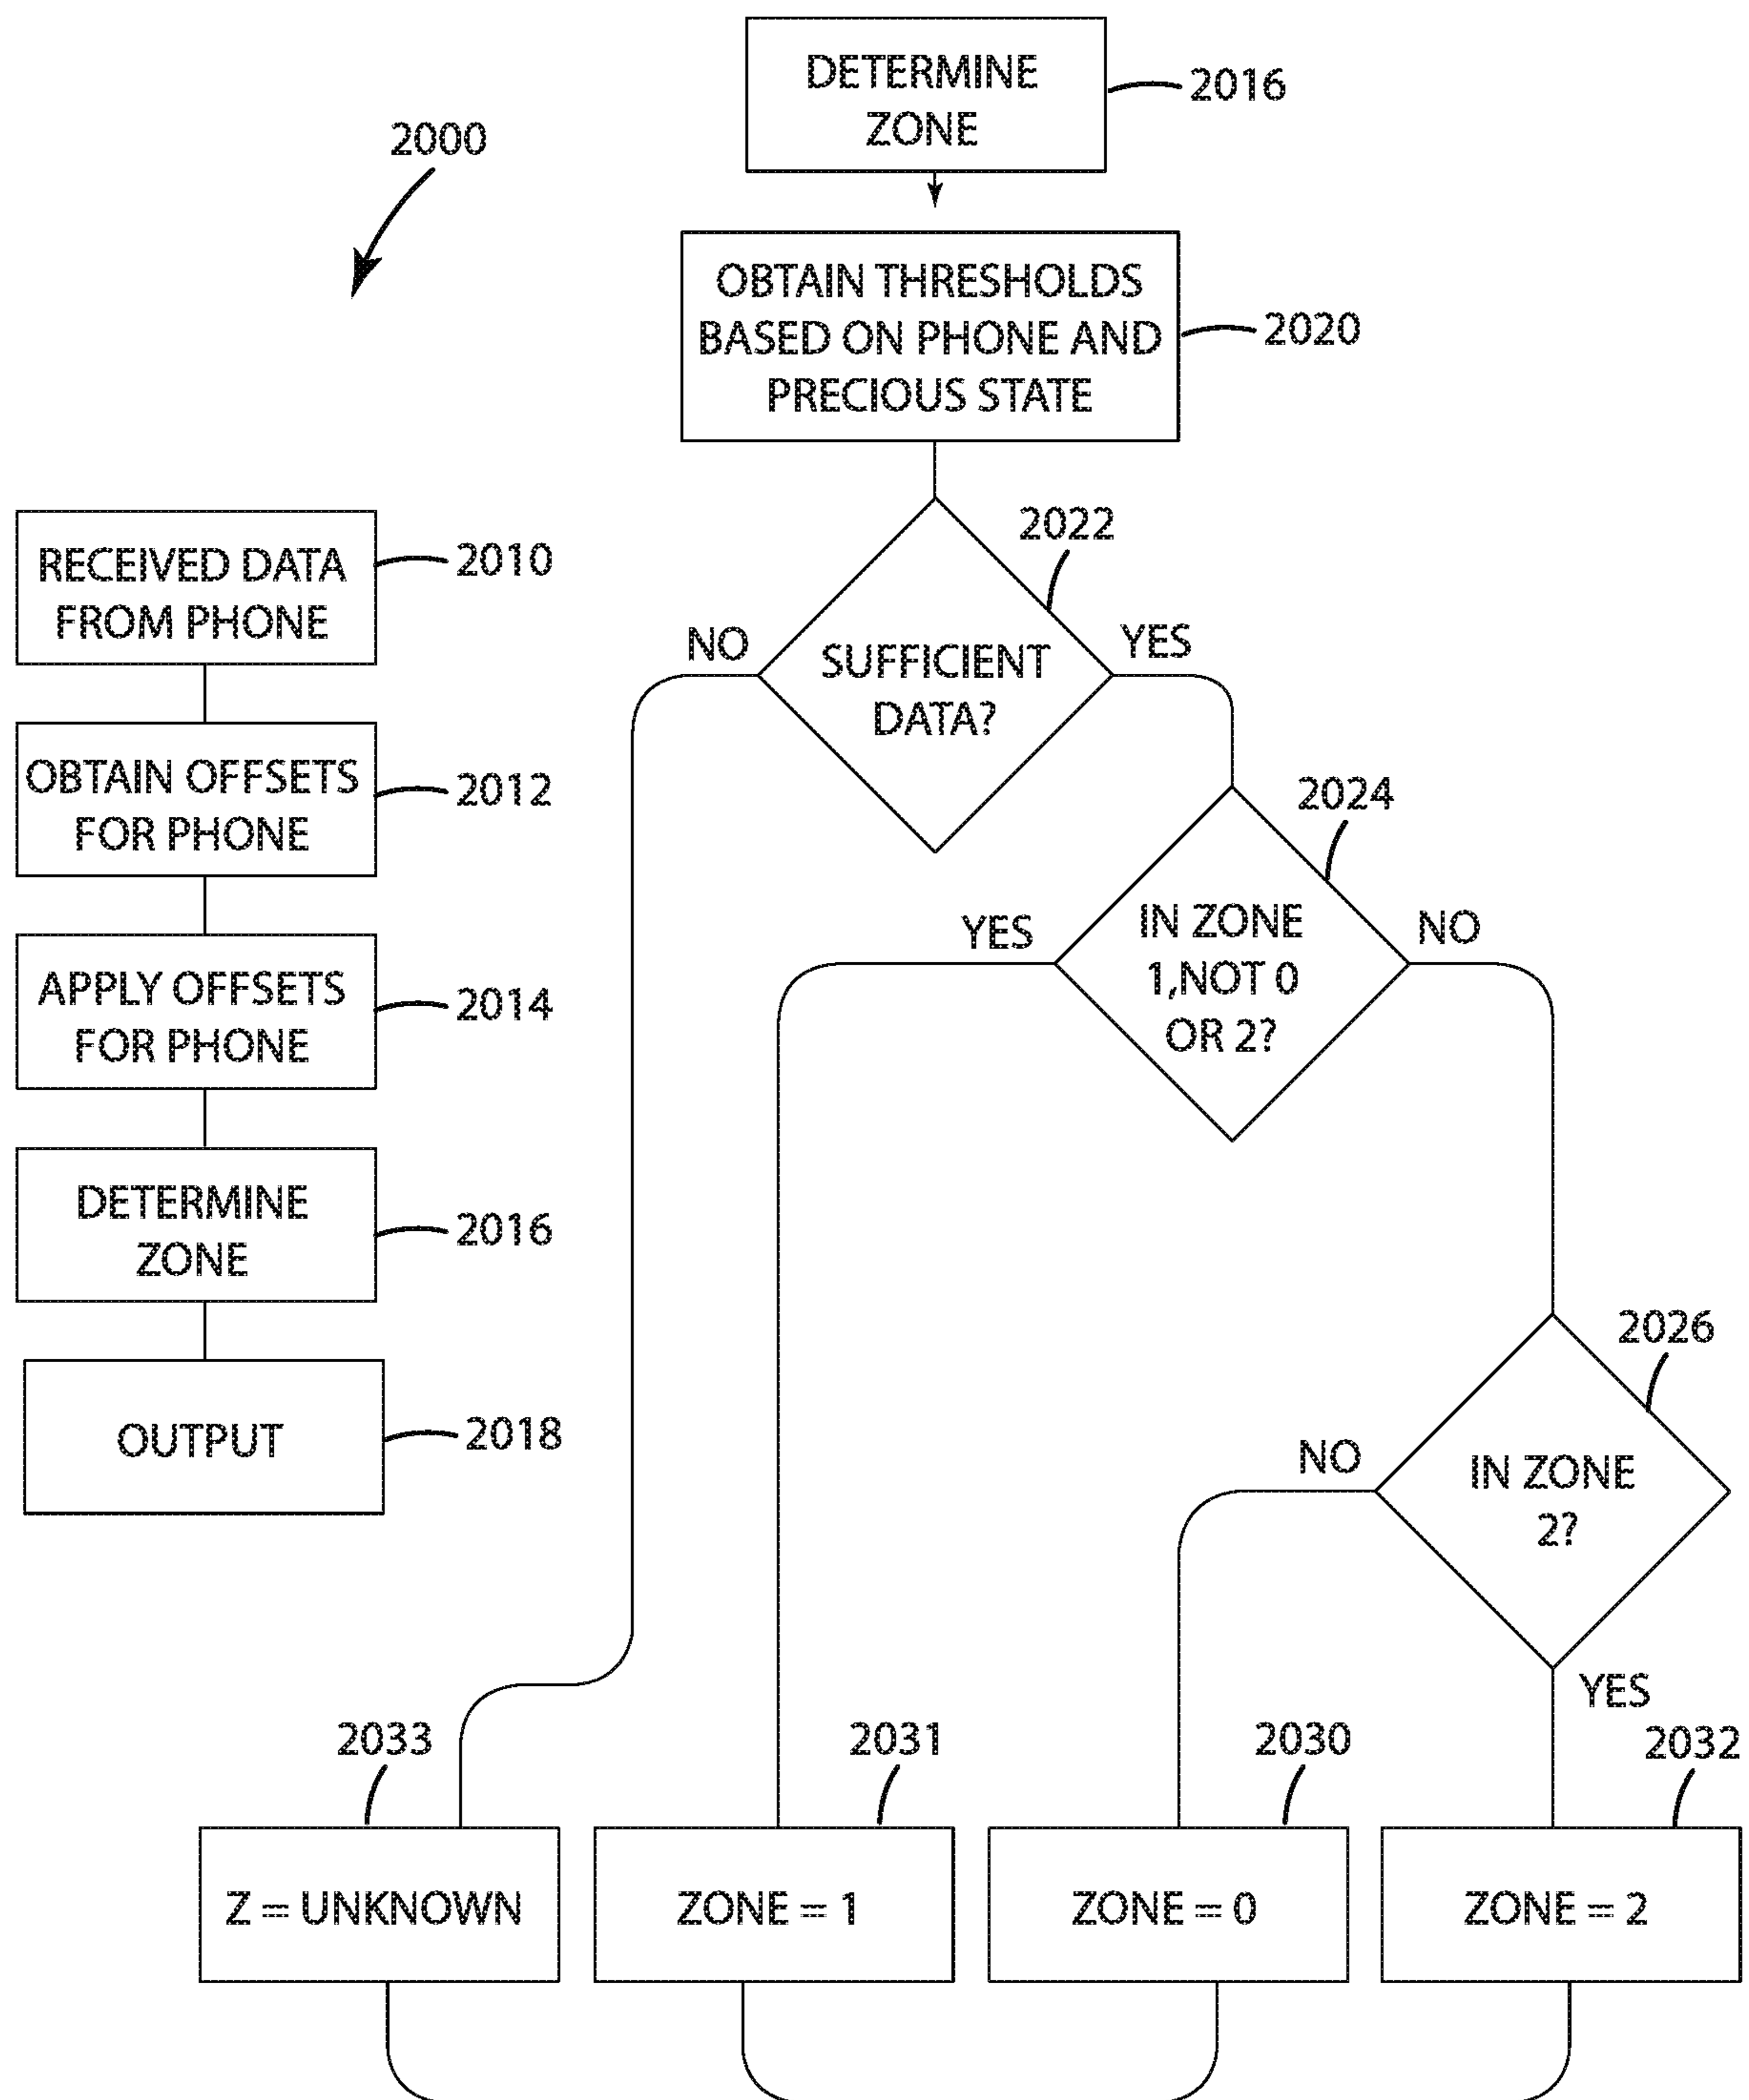 2000
DETERMINE
ZONE
2016
OBTAIN THRESHOLDS
BASED ON PHONE AND
PRECIOUS STATE
2020
RECEIVED DATA
FROM PHONE
2010
OBTAIN OFFSETS
FOR PHONE
2012
APPLY OFFSETS
FOR PHONE
2014
DETERMINE
ZONE
2016
OUTPUT
2018
2022
NO
SUFFICIENT
DATA?
YES
2024
YES
IN ZONE
1,NOT 0
OR 2?
NO
2026
NO
IN ZONE
2?
YES
2033
Z = UNKNOWN
2031
ZONE = 1
2030
ZONE = 0
2032
ZONE = 2